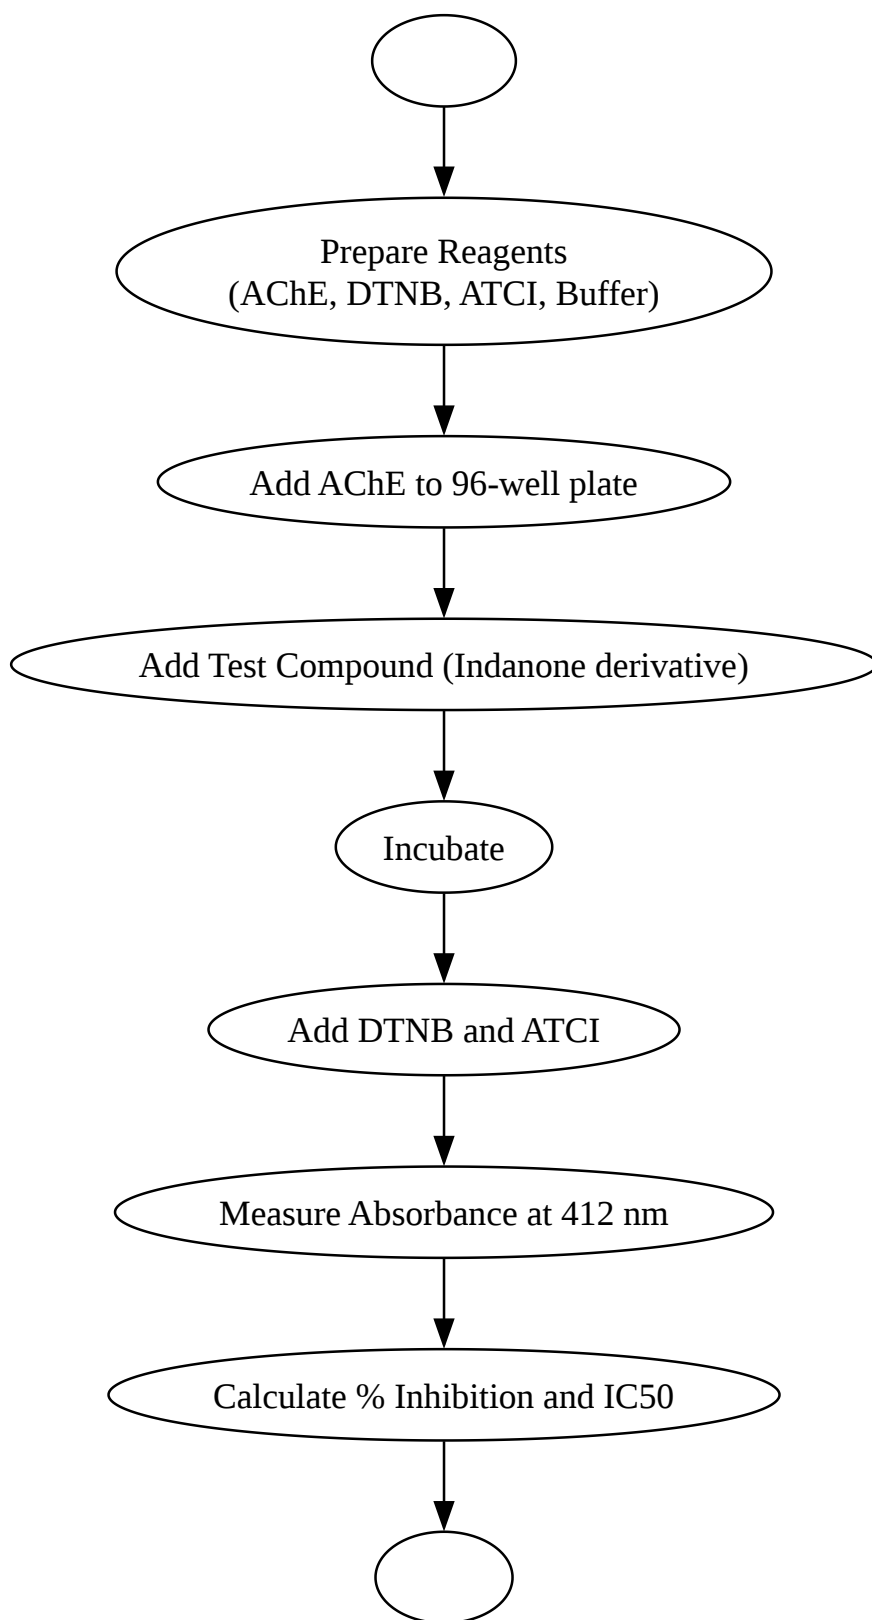 Prepare Reagents
(AChE, DTNB, ATCI, Buffer)
Add AChE to 96-well plate
Add Test Compound (Indanone derivative)
Incubate
Add DTNB and ATCI
Measure Absorbance at 412 nm
Calculate % Inhibition and IC50